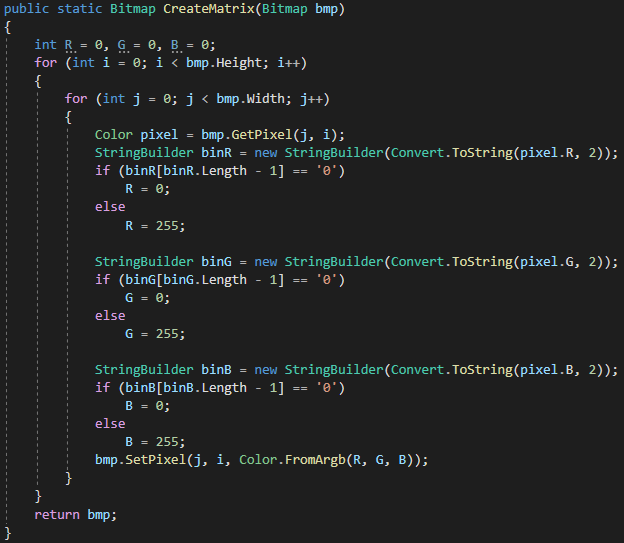 public static Bitmap CreateMatrix(Bitmap bmp)
{
    int R = 0, G = 0, B = 0;
    for (int i = 0; i < bmp.Height; i++)
    {
        for (int j = 0; j < bmp.Width; j++)
        {
            Color pixel = bmp.GetPixel(j, i);
            StringBuilder binR = new StringBuilder(Convert.ToString(pixel.R, 2));
            if (binR[binR.Length - 1] == '0')
                R = 0;
            else
                R = 255;

            StringBuilder binG = new StringBuilder(Convert.ToString(pixel.G, 2));
            if (binG[binG.Length - 1] == '0')
                G = 0;
            else
                G = 255;

            StringBuilder binB = new StringBuilder(Convert.ToString(pixel.B, 2));
            if (binB[binB.Length - 1] == '0')
                B = 0;
            else
                B = 255;
            bmp.SetPixel(j, i, Color.FromArgb(R, G, B));
        }
    }
    return bmp;
}